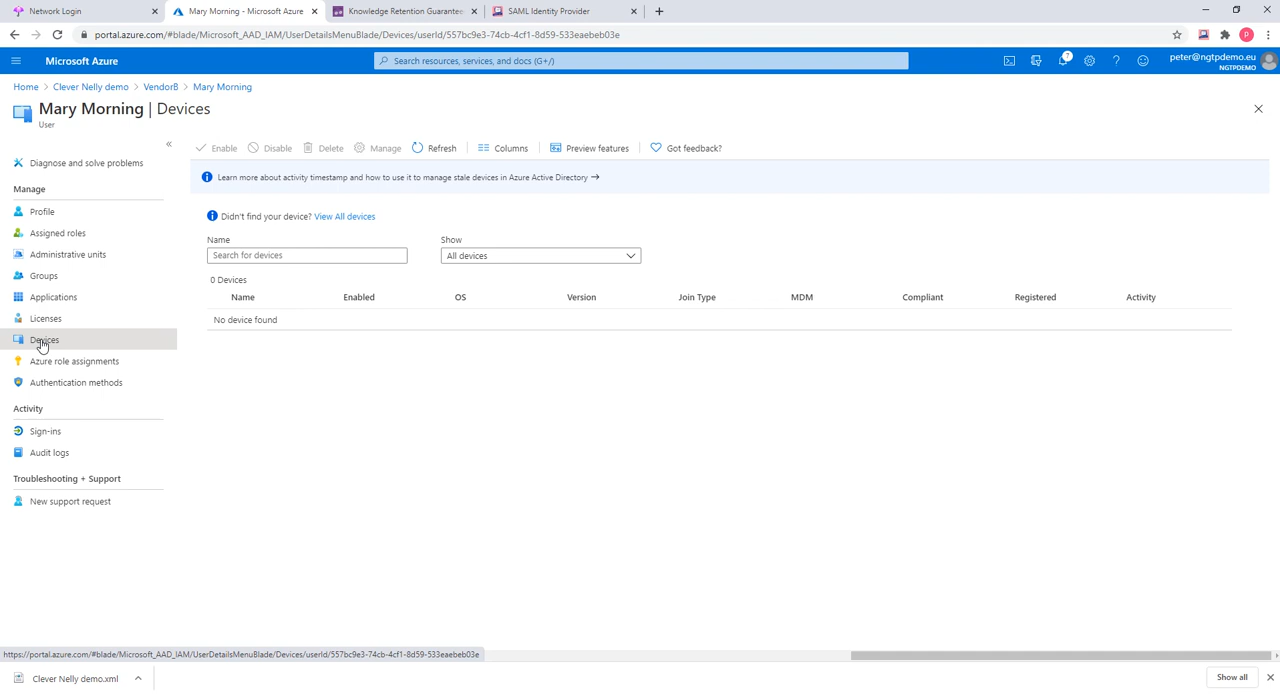 Network Login
Mary Morning - Microsoft Azure
Knowledge Retention Guarantee
SAML Identity Provider
portal.azure.com/#blade/Microsoft_AAD_IAM/UserDetailsMenuBlade/Devices/userId/557bc9e3-74cb-4cf1-8d59-533eaebeb03e
P
Microsoft Azure
Search resources, services, and docs (G+/)
7
peter@ngtpdemo.eu
NGTPDEMO
Home > Clever Nelly demo > VendorB > Mary Morning
Mary Morning | Devices
User
Diagnose and solve problems
Manage
Profile
Assigned roles
Administrative units
Groups
Applications
Licenses
Devices
Azure role assignments
Authentication methods
Activity
Sign-ins
Audit logs
Troubleshooting + Support
New support request
Enable Disable Delete Manage Refresh Columns Preview features Got feedback?
Learn more about activity timestamp and how to use it to manage stale devices in Azure Active Directory →
Didn't find your device? View All devices
Name Show
Search for devices All devices
0 Devices
Name Enabled OS Version Join Type MDM Compliant Registered Activity
No device found
https://portal.azure.com/#blade/Microsoft_AAD_IAM/UserDetailsMenuBlade/Devices/userId/557bc9e3-74cb-4cf1-8d59-533eaebeb03e
Clever Nelly demo.xml
Show all